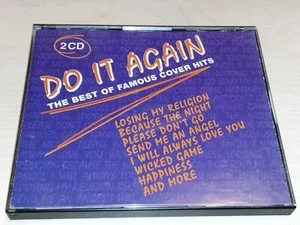 2CD
DO IT AGAIN
THE BEST OF FAMOUS COVER HITS
LOSING MY RELIGION
BECAUSE THE NIGHT
PLEASE DON'T GO
SEND ME AN ANGEL
I WILL ALWAYS LOVE YOU
WICKED GAME
HAPPINESS
AND MORE